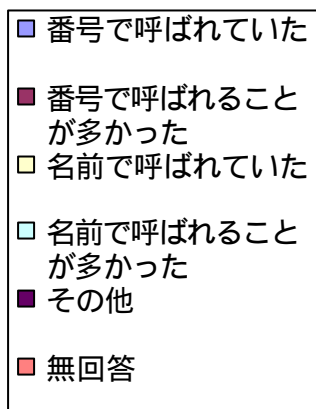 番号で呼ばれていた
番号で呼ばれること
が多かった
名前で呼ばれていた
名前で呼ばれること
が多かった
その他
無回答